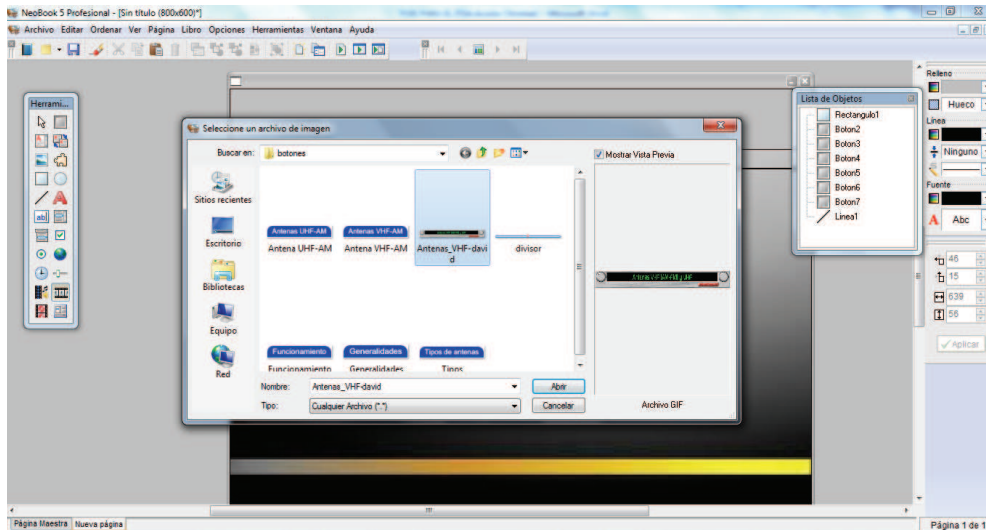 NeoBook 5 Profesional - [Sin título (800x600)*]
Archivo Editar Ordenar Ver Página Libro Opciones Herramientas Ventana Ayuda
Herrami...
Seleccione un archivo de imagen
Buscar en: botones
Mostrar Vista Previa
Sitios recientes
Escritorio
Bibliotecas
Equipo
Red
Antenas UHF-AM
Antenas VHF-AM
Antena UHF-AM
Antena VHF-AM
Antenas_VHF-davi
d
divisor
Funcionamiento
Generalidades
Tipos de antenas
Funcionamiento
Generalidades
Tipos
Nombre: Antenas_VHF-david
Abrir
Tipo: Cualquier Archivo (*.*)
Cancelar
Archivo GIF
Lista de Objetos
Rectangulo1
Boton2
Boton3
Boton4
Boton5
Boton6
Boton7
Linea1
Relleno
Hueco
Línea
Ninguno
Fuente
A Abc
46
15
639
56
Aplicar
Página Maestra
Nueva página
Página 1 de 1